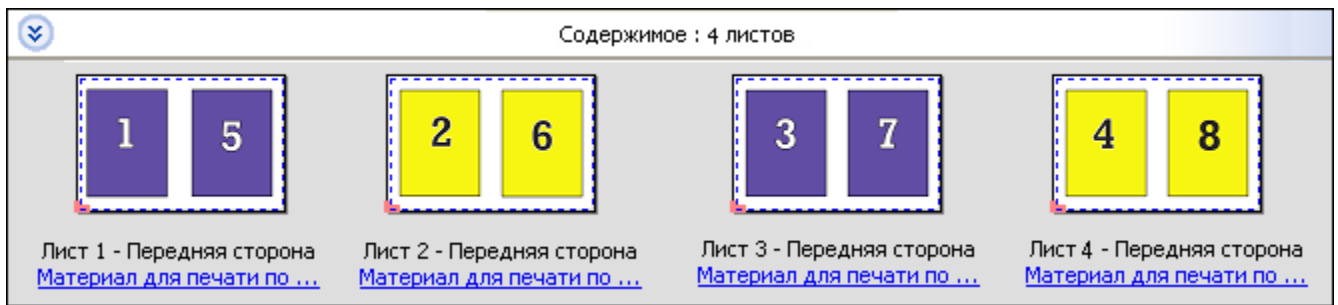 Содержимое : 4 листов
1 5
2 6
3 7
4 8
Лист 1 - Передняя сторона
Материал для печати по ...
Лист 2 - Передняя сторона
Материал для печати по ...
Лист 3 - Передняя сторона
Материал для печати по ...
Лист 4 - Передняя сторона
Материал для печати по ...